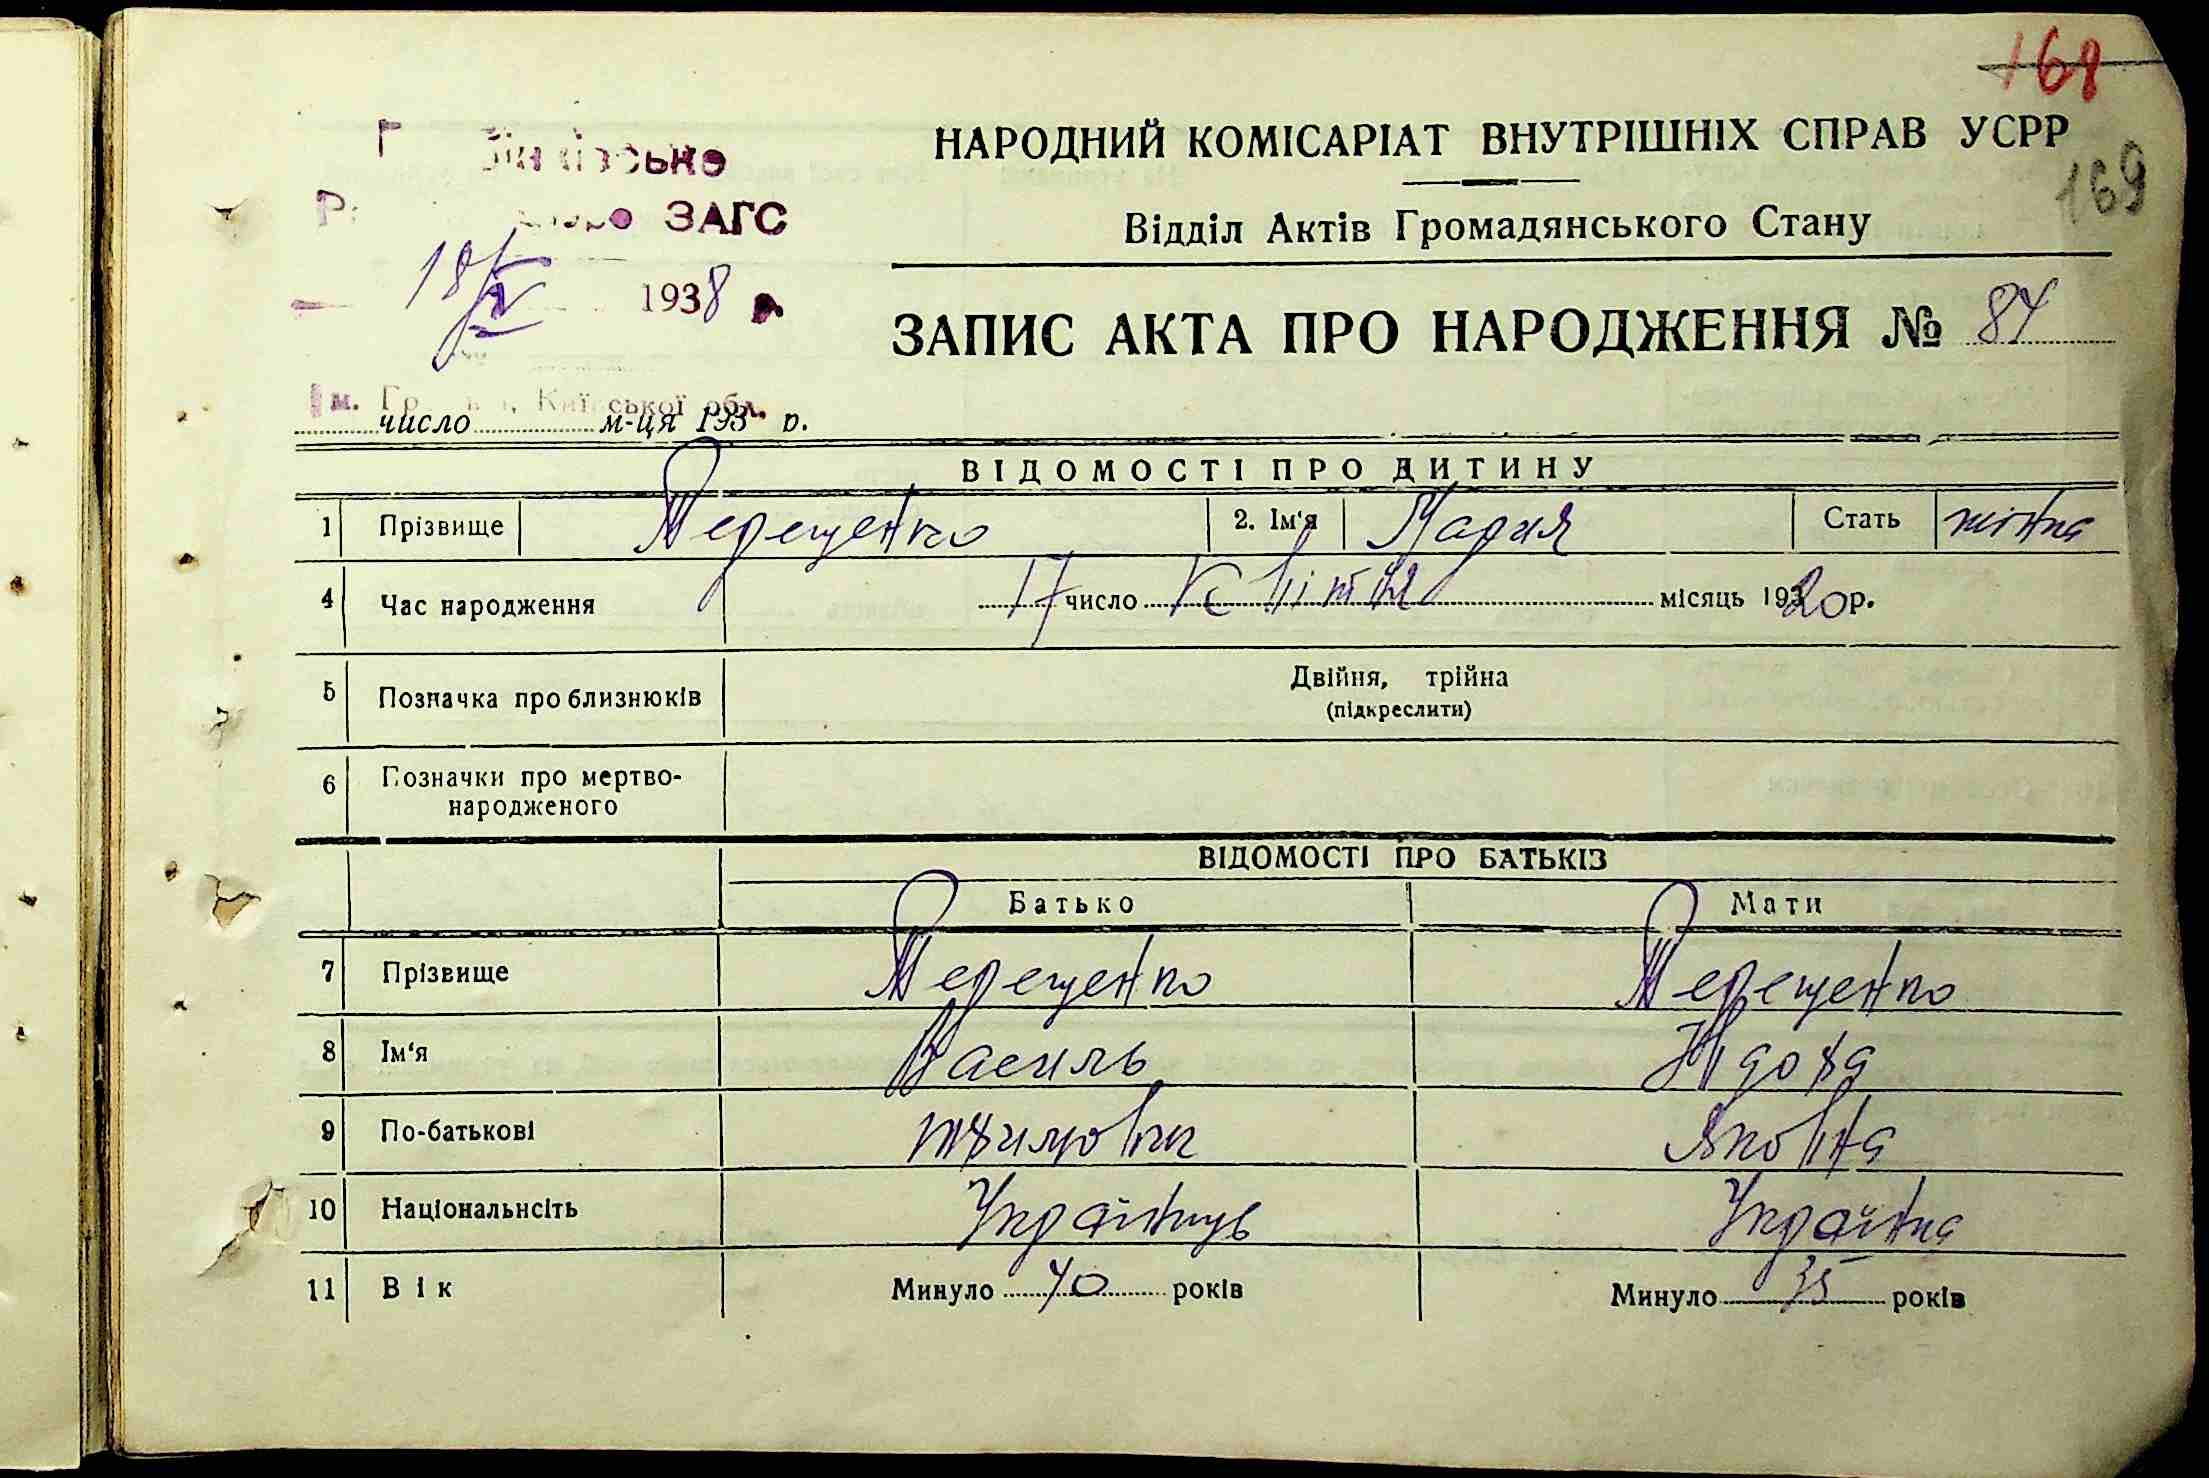 168
НАРОДНИЙ КОМІСАРІАТ ВНУТРІШНІХ СПРАВ УСРР
169
Відділ Актів Громадянського Стану
ЗАГС
18/V 1938 р.
ЗАПИС АКТА ПРО НАРОДЖЕННЯ № 84
м. Київської обл.
число м-ця 193 р.
ВІДОМОСТІ ПРО ДИТИНУ
1 Прізвище Терещенко 2. Ім'я Мария Стать жінка
4 Час народження 17 число Квітня місяць 1920 р.
5 Позначка про близнюків Двійня, трійна
(підкреслити)
6 Позначки про мертво-
народженого
ВІДОМОСТІ ПРО БАТЬКІВ
Батько Мати
7 Прізвище Терещенко Терещенко
8 Ім'я Василь
9 По-батькові Яковівна
10 Національність Українець Українка
11 Вік Минуло 40 років Минуло 35 років